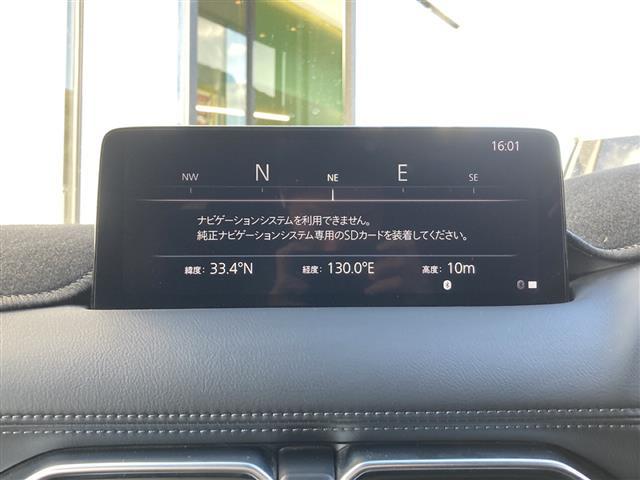 16:01
NW N NE E SE
ナビゲーションシステムを利用できません。
純正ナビゲーションシステム専用のSDカードを装着してください。
緯度: 33.4°N 経度: 130.0°E 高度: 10m